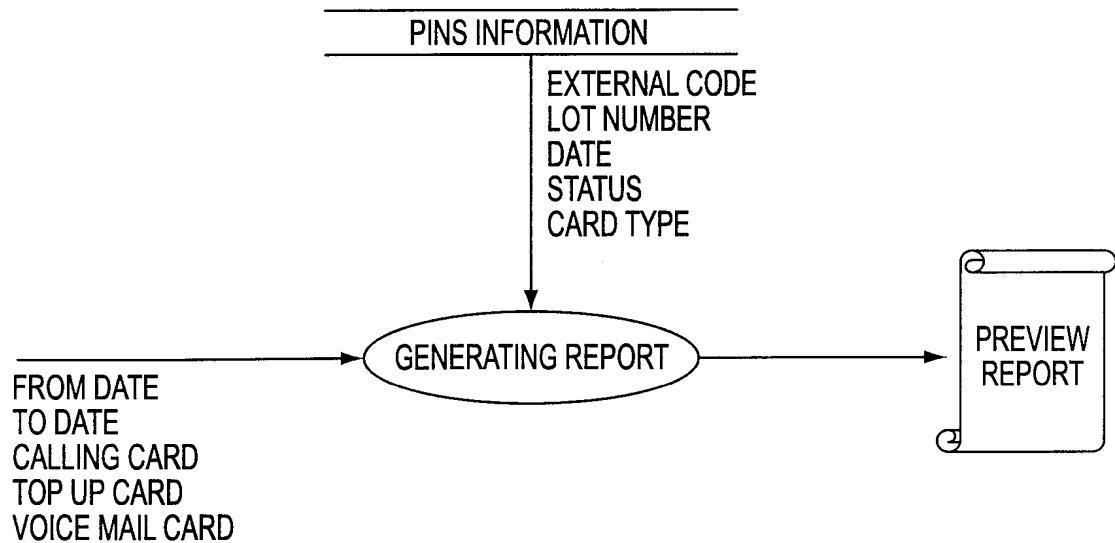 PINS INFORMATION
EXTERNAL CODE
LOT NUMBER
DATE
STATUS
CARD TYPE
GENERATING REPORT
PREVIEW
REPORT
FROM DATE
TO DATE
CALLING CARD
TOP UP CARD
VOICE MAIL CARD